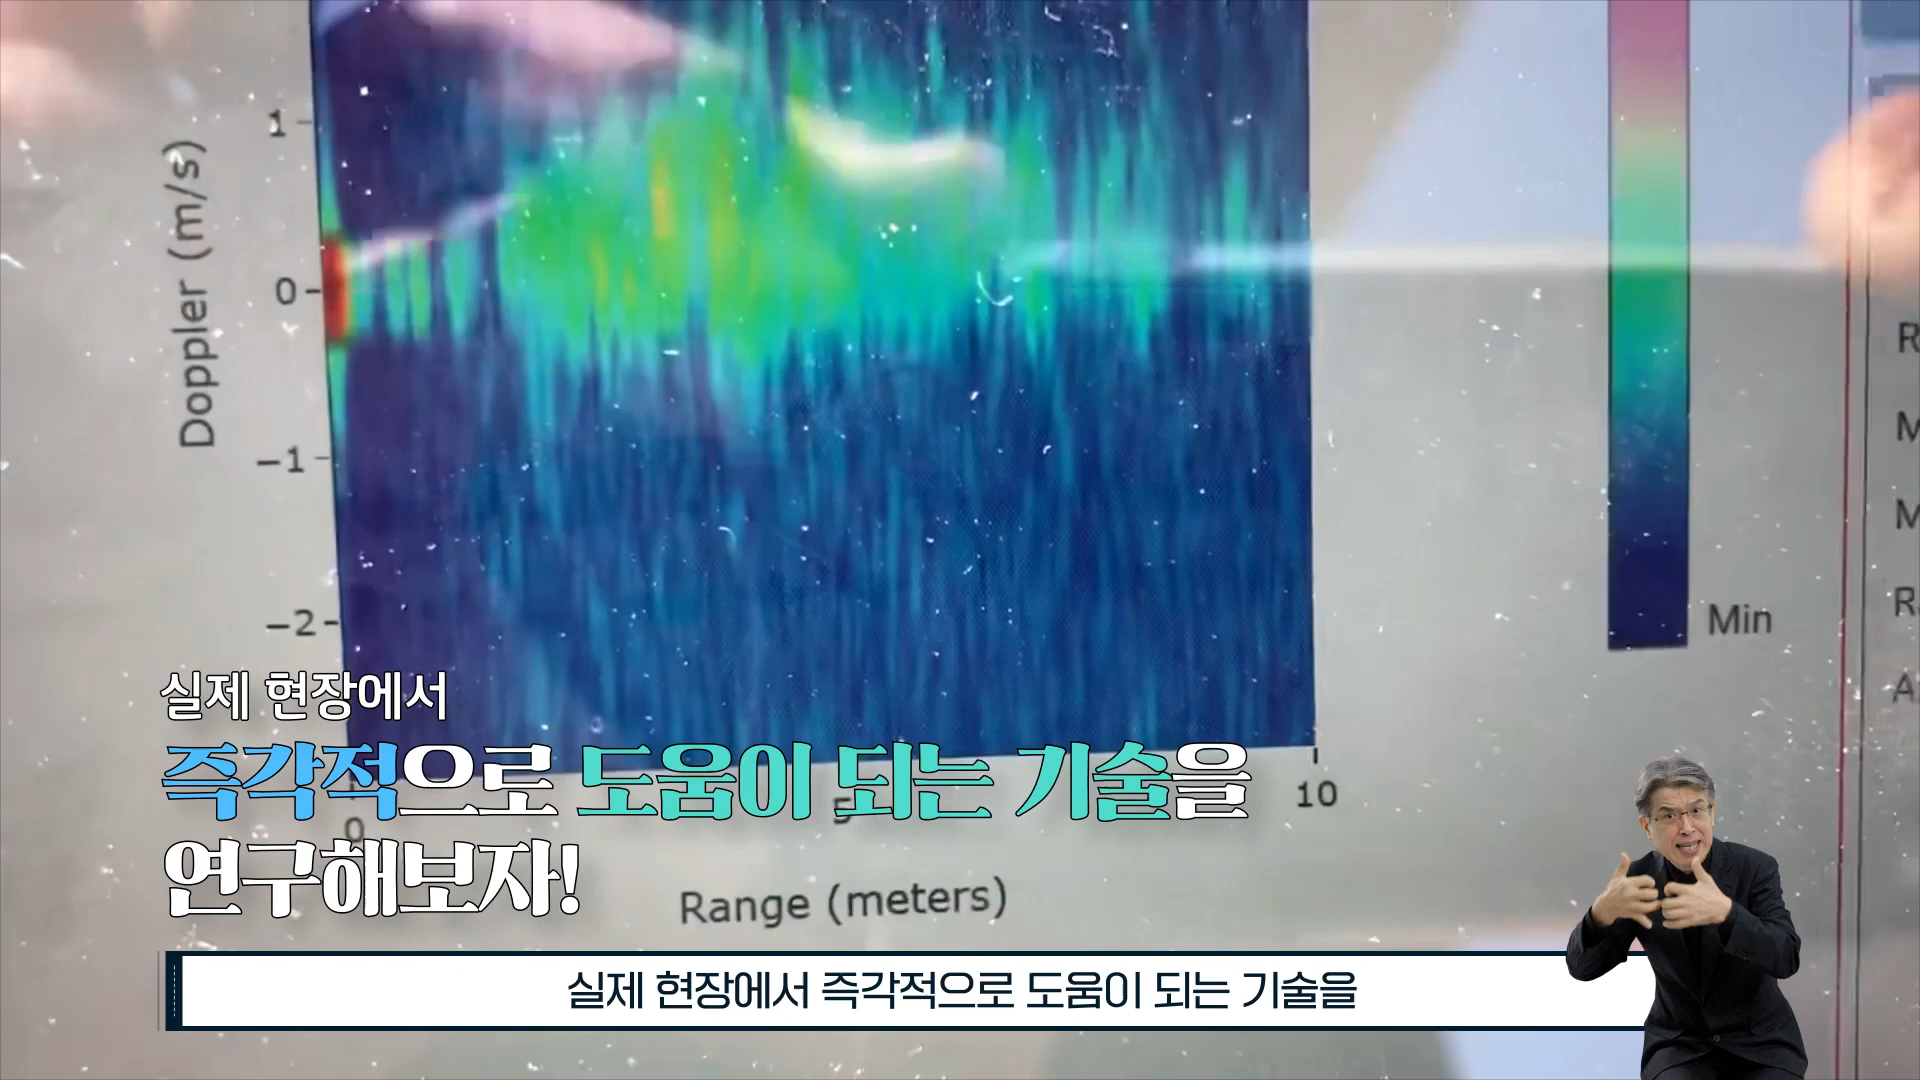 1
0
−1
−2
Doppler (m/s)
Min
실제 현장에서
즉각적으로 도움이 되는 기술을
연구해보자!
0
5
10
Range (meters)
실제 현장에서 즉각적으로 도움이 되는 기술을